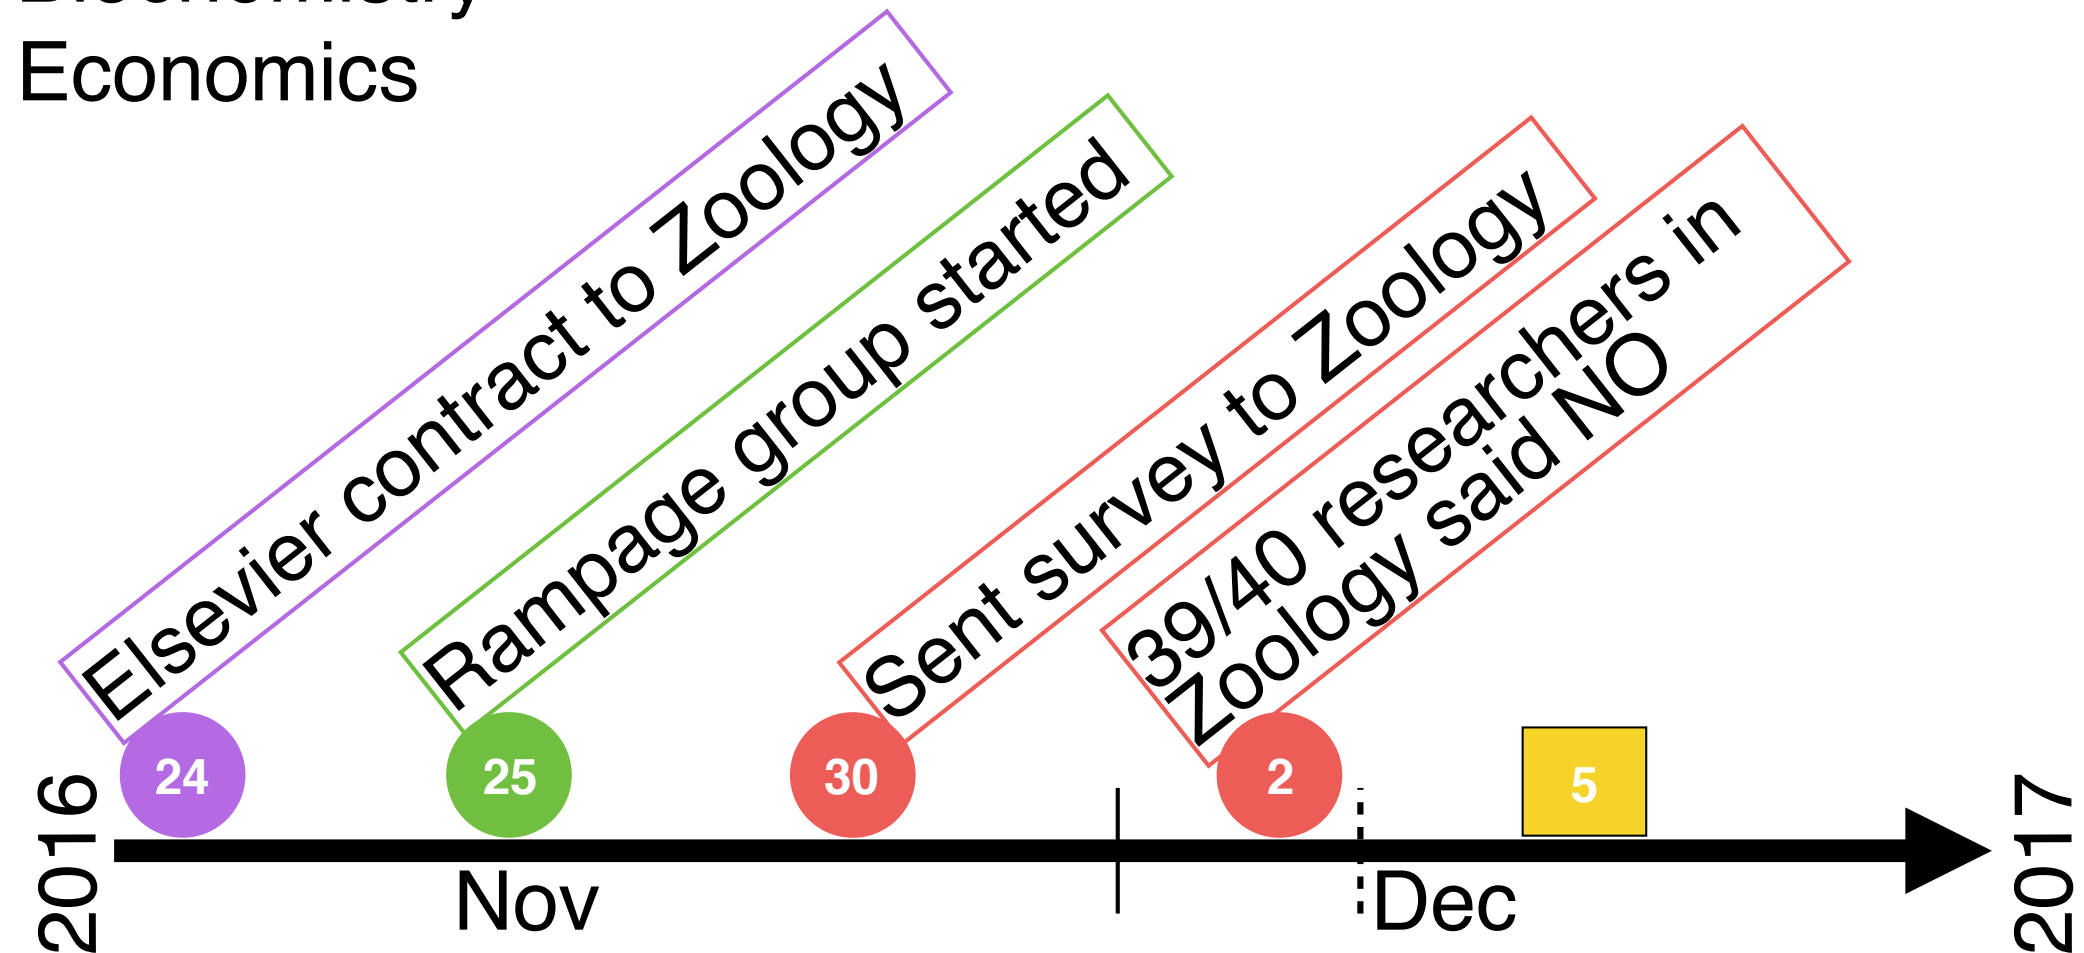 Biochemistry
Economics
Elsevier contract to Zoology
Rampage group started
Sent survey to Zoology
39/40 researchers in
Zoology said NO
24
25
30
2
5
2016
Nov
Dec
2017